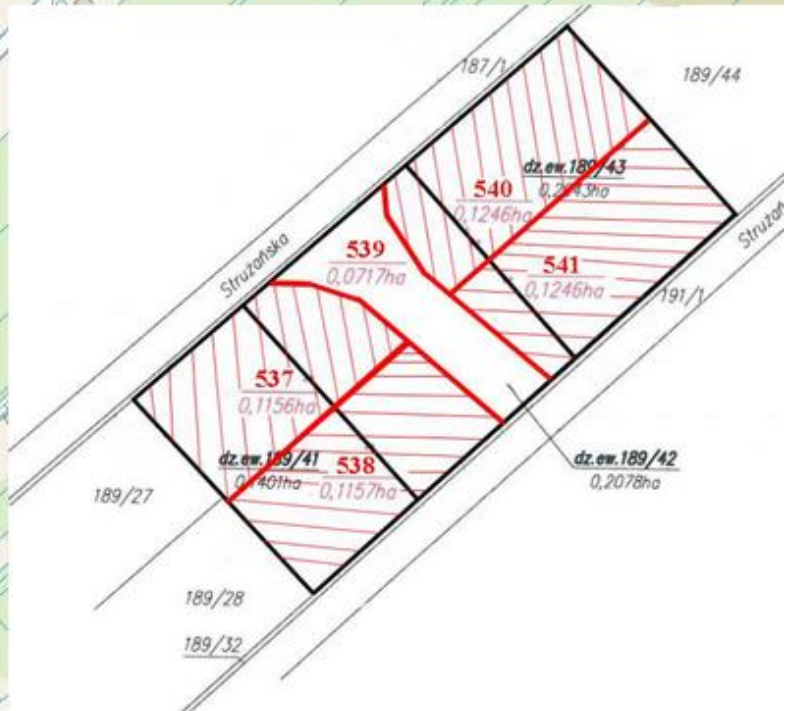 187/1
189/44
dz.ew.189/43
540
0,1246ha
Strużańska
539
0,0717ha
541
0,1246ha
191/1
537
0,1156ha
dz.ew.189/41
538
0,1157ha
dz.ew.189/42
0,2078ha
189/27
189/28
189/32